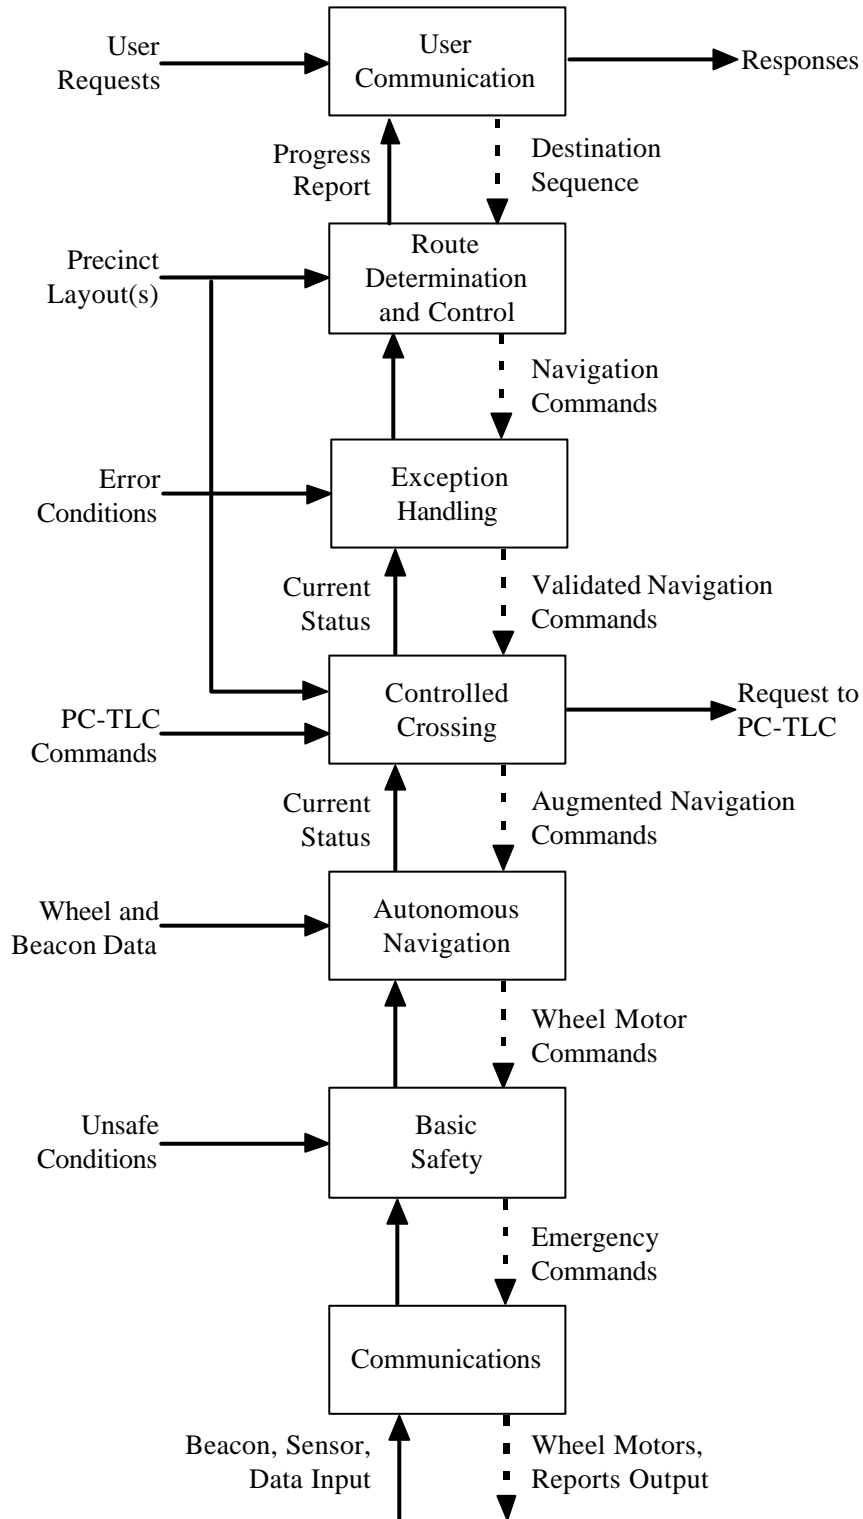 User
Requests
User
Communication
Responses
Progress
Report
Destination
Sequence
Precinct
Layout(s)
Route
Determination
and Control
Navigation
Commands
Error
Conditions
Exception
Handling
Current
Status
Validated Navigation
Commands
Controlled
Crossing
Request to
PC-TLC
PC-TLC
Commands
Current
Status
Augmented Navigation
Commands
Wheel and
Beacon Data
Autonomous
Navigation
Wheel Motor
Commands
Unsafe
Conditions
Basic
Safety
Emergency
Commands
Communications
Beacon, Sensor,
Data Input
Wheel Motors,
Reports Output